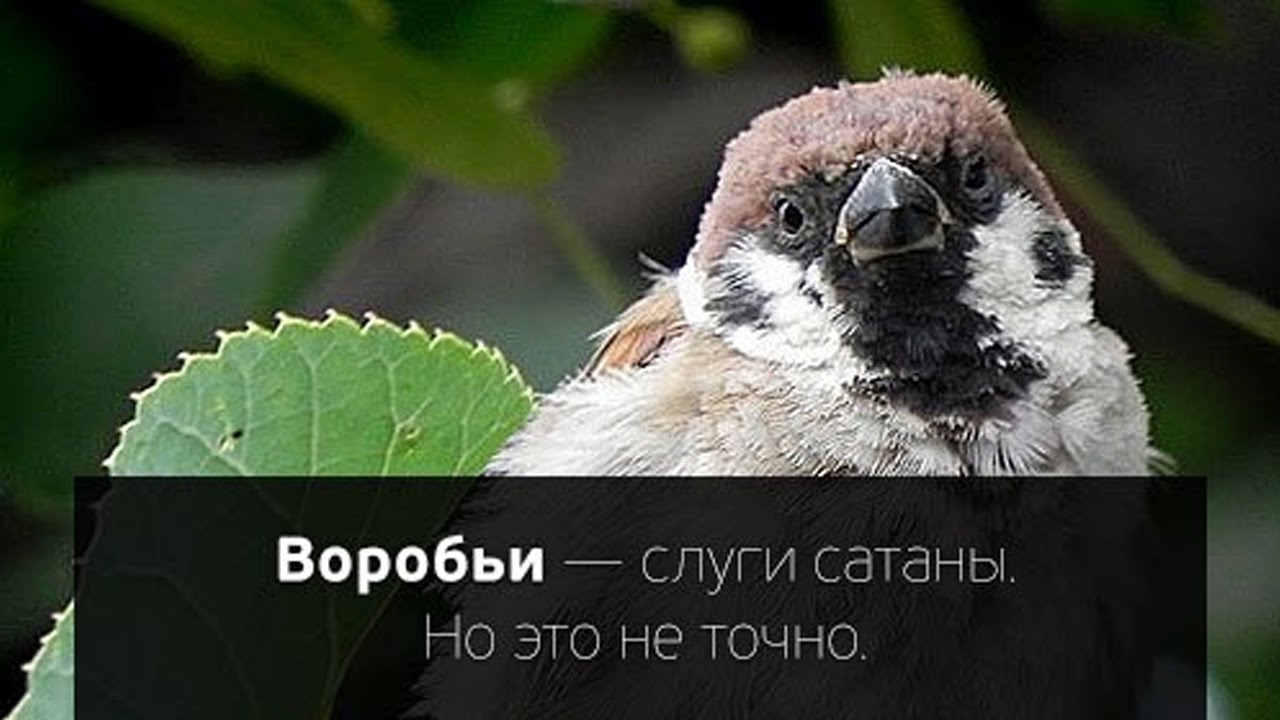 Воробьи — слуги сатаны.
Но это не точно.